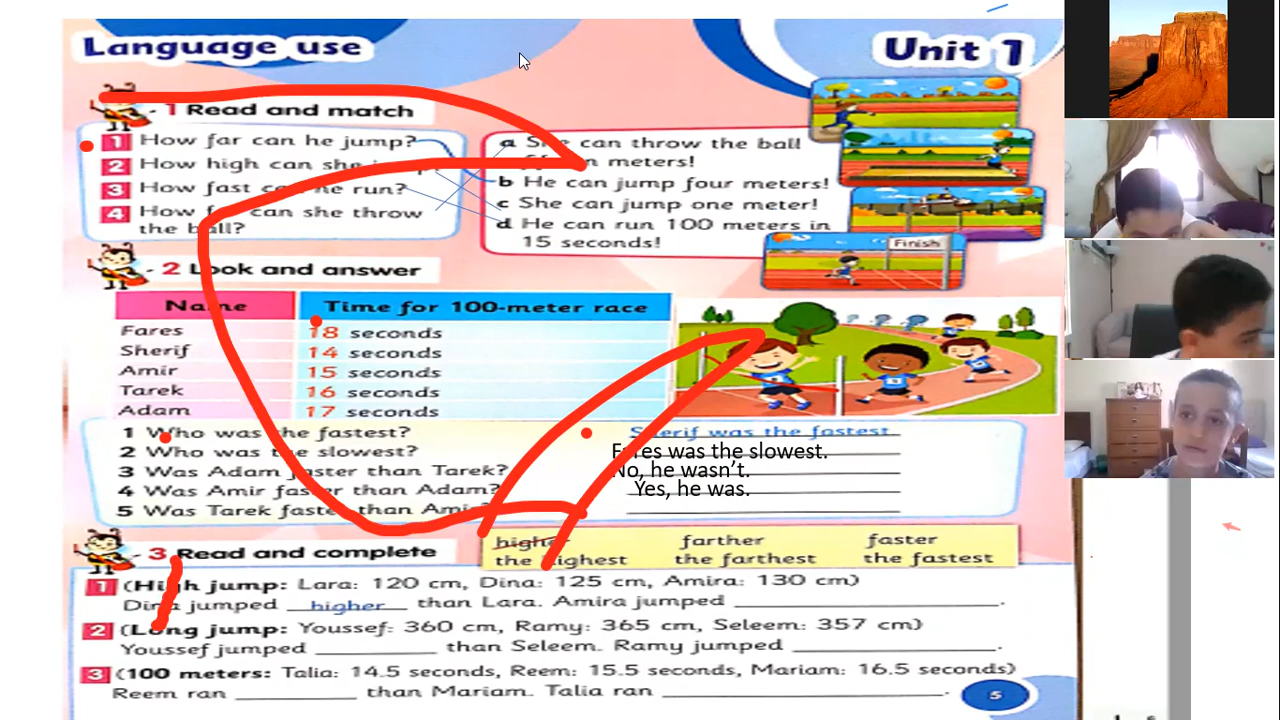 Language use
Unit 1
1 Read and match
1 How far can he jump?
2 How high can she
3 How fast can he run?
4 How far can she throw
the ball?
a She can throw the ball
meters!
b He can jump four meters!
c She can jump one meter!
d He can run 100 meters in
15 seconds!
Finish
2 Look and answer
Name Time for 100-meter race
Fares 18 seconds
Sherif 14 seconds
Amir 15 seconds
Tarek 16 seconds
Adam 17 seconds
1 Who was the fastest? Sherif was the fastest
2 Who was the slowest? Fares was the slowest.
3 Was Adam faster than Tarek? No, he wasn't.
4 Was Amir faster than Adam? Yes, he was.
5 Was Tarek faster than Amir?
3 Read and complete
higher farther faster
the highest the farthest the fastest
1 (High jump: Lara: 120 cm, Dina: 125 cm, Amira: 130 cm)
Dina jumped higher than Lara. Amira jumped .
2 (Long jump: Youssef: 360 cm, Ramy: 365 cm, Seleem: 357 cm)
Youssef jumped than Seleem. Ramy jumped .
3 (100 meters: Talia: 14.5 seconds, Reem: 15.5 seconds, Mariam: 16.5 seconds)
Reem ran than Mariam. Talia ran .
5